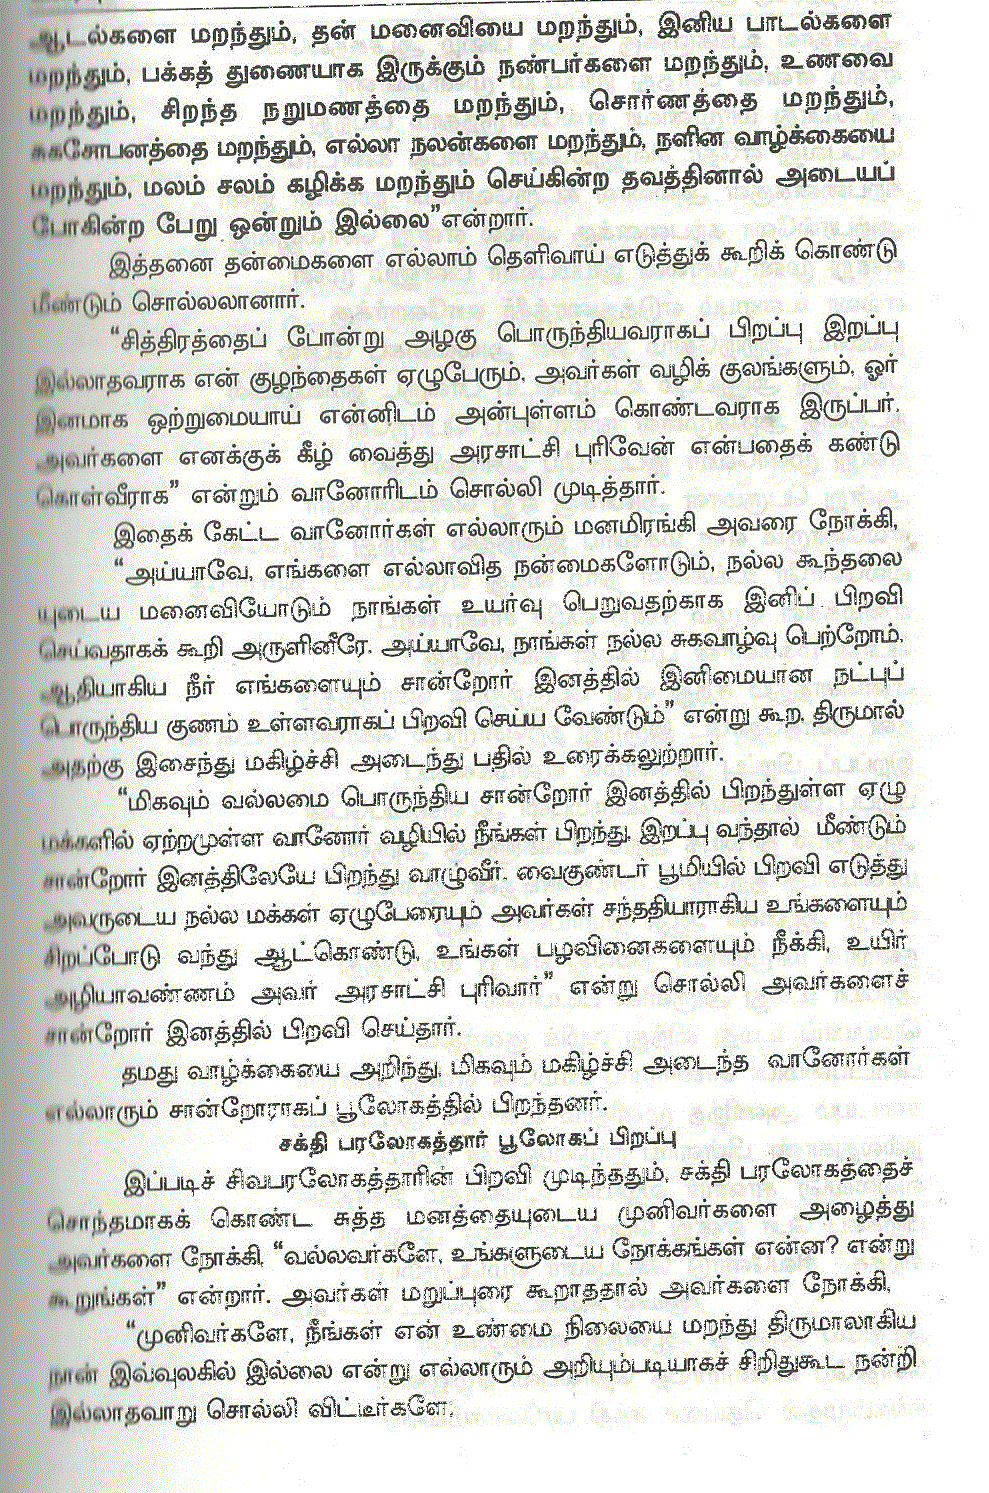 ஆடல்களை மறந்தும், தன் மனைவியை மறந்தும், இனிய பாடல்களை
மறந்தும், பக்கத் துணையாக இருக்கும் நண்பர்களை மறந்தும், உணவை
மறந்தும், சிறந்த நறுமணத்தை மறந்தும், சொர்ணத்தை மறந்தும்,
சுகசோபனத்தை மறந்தும், எல்லா நலன்களை மறந்தும், நளின வாழ்க்கையை
மறந்தும், மலம் சலம் கழிக்க மறந்தும் செய்கின்ற தவத்தினால் அடையப்
போகின்ற பேறு ஒன்றும் இல்லை” என்றார்.
இத்தனை தன்மைகளை எல்லாம் தெளிவாய் எடுத்துக் கூறிக் கொண்டு
மீண்டும் சொல்லலானார்.
“சித்திரத்தைப் போன்று அழகு பொருந்தியவராகப் பிறப்பு இறப்பு
இல்லாதவராக என் குழந்தைகள் ஏழுபேரும், அவர்கள் வழிக் குலங்களும், ஓர்
இனமாக ஒற்றுமையாய் என்னிடம் அன்புள்ளம் கொண்டவராக இருப்பர்.
அவர்களை எனக்குக் கீழ் வைத்து அரசாட்சி புரிவேன் என்பதைக் கண்டு
கொள்வீராக” என்றும் வானோரிடம் சொல்லி முடித்தார்.
இதைக் கேட்ட வானோர்கள் எல்லாரும் மனமிரங்கி அவரை நோக்கி,
“அய்யாவே, எங்களை எல்லாவித நன்மைகளோடும், நல்ல கூந்தலை
யுடைய மனைவியோடும் நாங்கள் உயர்வு பெறுவதற்காக இனிப் பிறவி
செய்வதாகக் கூறி அருளினீரே. அய்யாவே, நாங்கள் நல்ல சுகவாழ்வு பெற்றோம்.
ஆதியாகிய நீர் எங்களையும் சான்றோர் இனத்தில் இனிமையான நட்புப்
பொருந்திய குணம் உள்ளவராகப் பிறவி செய்ய வேண்டும்” என்று கூற, திருமால்
அதற்கு இசைந்து மகிழ்ச்சி அடைந்து பதில் உரைக்கலுற்றார்.
“மிகவும் வல்லமை பொருந்திய சான்றோர் இனத்தில் பிறந்துள்ள ஏழு
மக்களில் ஏற்றமுள்ள வாணோர் வழியில் நீங்கள் பிறந்து, இறப்பு வந்தால் மீண்டும்
சான்றோர் இனத்திலேயே பிறந்து வாழ்வீர். வைகுண்டர் பூமியில் பிறவி எடுத்து
அவருடைய நல்ல மக்கள் ஏழுபேரையும் அவர்கள் சந்ததியாராகிய உங்களையும்
சிறப்போடு வந்து ஆட்கொண்டு, உங்கள் பழவினைகளையும் நீக்கி, உயிர்
அழியாவண்ணம் அவர் அரசாட்சி புரிவார்” என்று சொல்லி அவர்களைச்
சான்றோர் இனத்தில் பிறவி செய்தார்.
தமது வாழ்க்கையை அறிந்து, மிகவும் மகிழ்ச்சி அடைந்த வானோர்கள்
எல்லாரும் சான்றோராகப் பூலோகத்தில் பிறந்தனர்.
சக்தி பரலோகத்தார் பூலோகப் பிறப்பு
இப்படிச் சிவபரலோகத்தாரின் பிறவி முடிந்ததும், சக்தி பரலோகத்தைச்
சொந்தமாகக் கொண்ட சுத்த மனத்தையுடைய முனிவர்களை அழைத்து
அவர்களை நோக்கி, “வல்லவர்களே, உங்களுடைய நோக்கங்கள் என்ன? என்று
கூறுங்கள்” என்றார். அவர்கள் மறுப்புரை கூறாததால் அவர்களை நோக்கி,
“முனிவர்களே, நீங்கள் என் உண்மை நிலையை மறந்து திருமாலாகிய
நான் இவ்வுலகில் இல்லை என்று எல்லாரும் அறியும்படியாகச் சிறிதுகூட நன்றி
இல்லாதவாறு சொல்லி விட்டீர்களே.